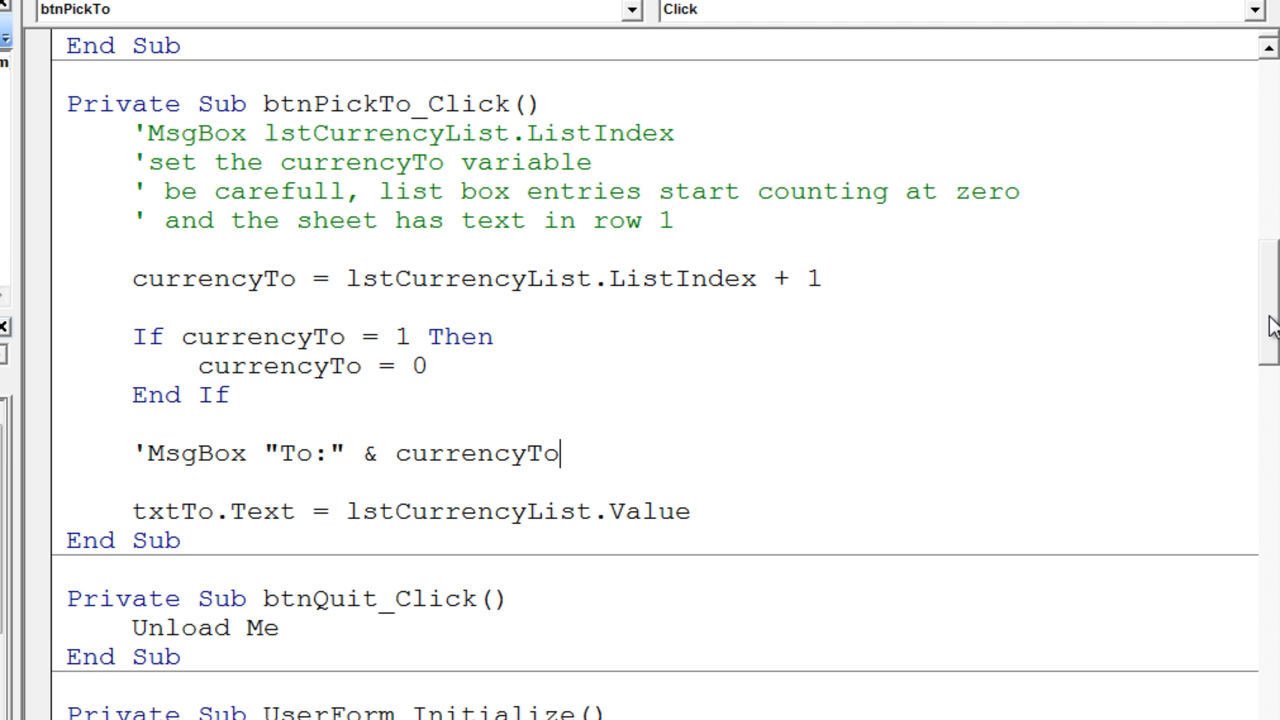 btnPickTo
Click
m
End Sub
Private Sub btnPickTo_Click()
'MsgBox lstCurrencyList.ListIndex
'set the currencyTo variable
' be carefull, list box entries start counting at zero
' and the sheet has text in row 1
currencyTo = lstCurrencyList.ListIndex + 1
If currencyTo = 1 Then
currencyTo = 0
End If
'MsgBox "To:" & currencyTo
txtTo.Text = lstCurrencyList.Value
End Sub
Private Sub btnQuit_Click()
Unload Me
End Sub
Private Sub UserForm_Initialize()